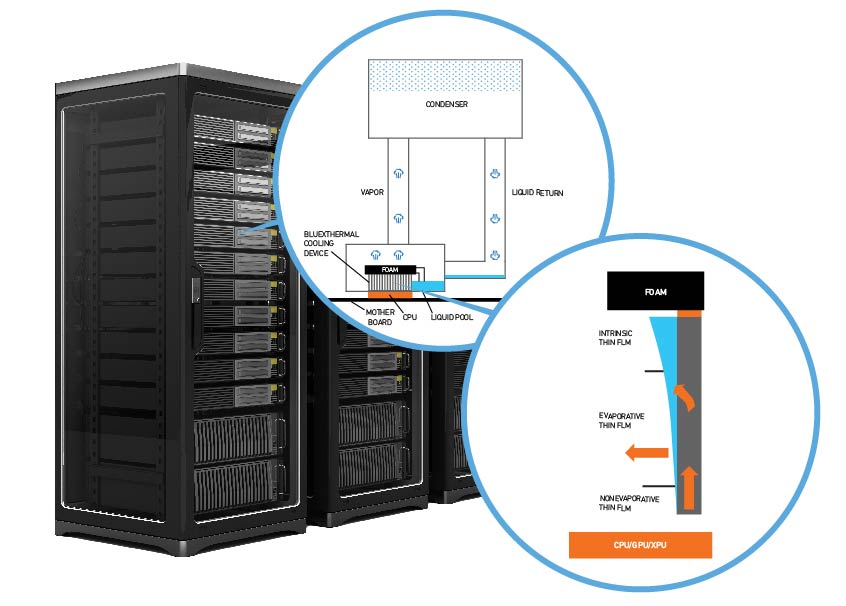 CONDENSER
VAPOR
LIQUID RETURN
BLUEXTHERMAL
COOLING
DEVICE
FOAM
MOTHER
BOARD
CPU
LIQUID POOL
FOAM
INTRINSIC
THIN FLM
EVAPORATIVE
THIN FLM
NONEVAPORATIVE
THIN FLM
CPU/GPU/XPU